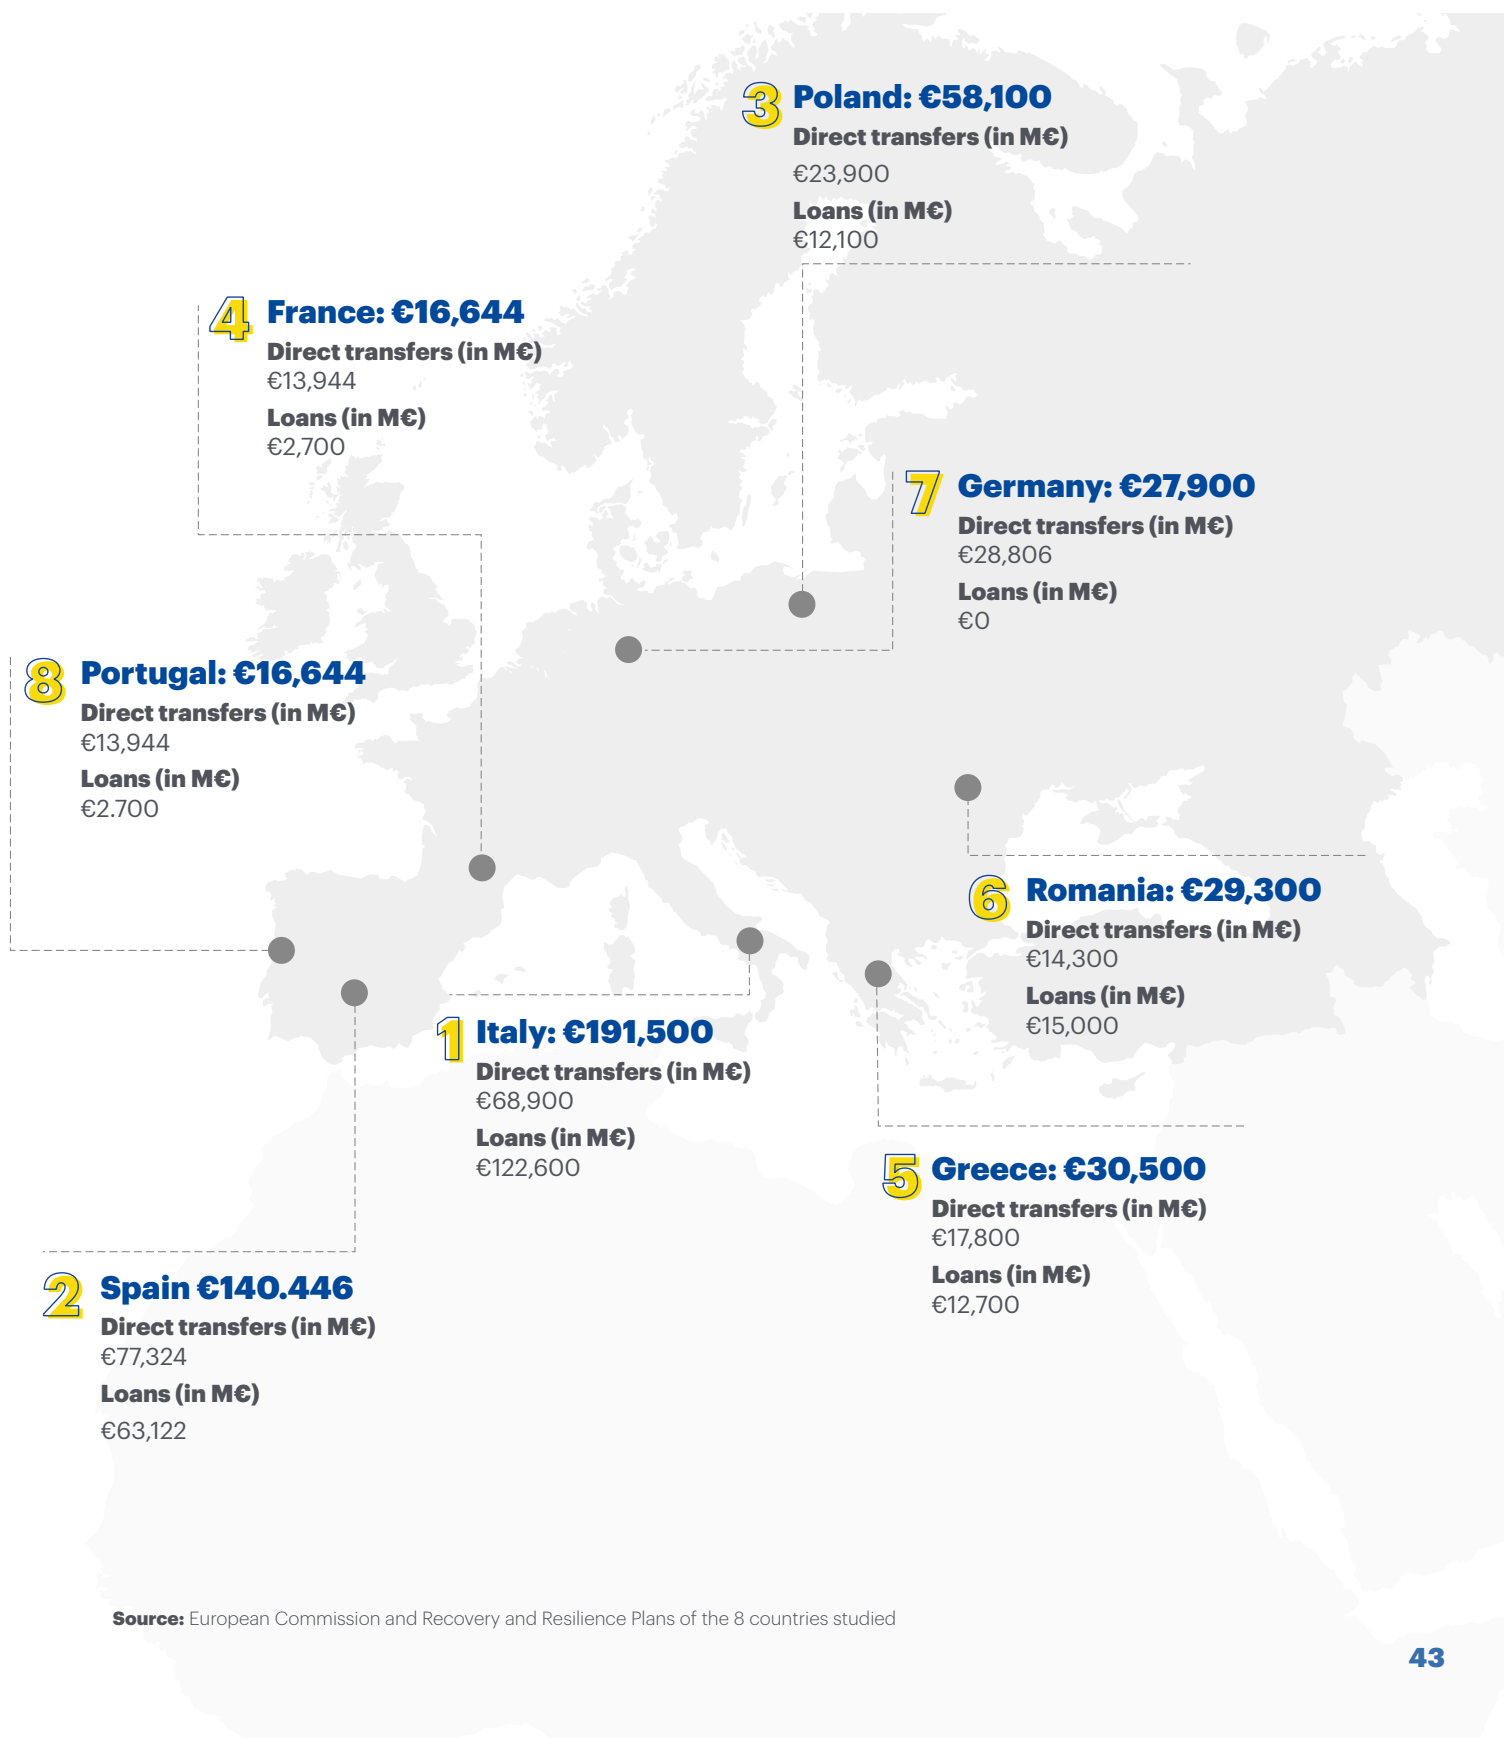 3 Poland: €58,100
Direct transfers (in M€)
€23,900
Loans (in M€)
€12,100
4 France: €16,644
Direct transfers (in M€)
€13,944
Loans (in M€)
€2,700
7 Germany: €27,900
Direct transfers (in M€)
€28,806
Loans (in M€)
€0
8 Portugal: €16,644
Direct transfers (in M€)
€13,944
Loans (in M€)
€2.700
6 Romania: €29,300
Direct transfers (in M€)
€14,300
Loans (in M€)
€15,000
1 Italy: €191,500
Direct transfers (in M€)
€68,900
Loans (in M€)
€122,600
5 Greece: €30,500
Direct transfers (in M€)
€17,800
Loans (in M€)
€12,700
2 Spain €140.446
Direct transfers (in M€)
€77,324
Loans (in M€)
€63,122
Source: European Commission and Recovery and Resilience Plans of the 8 countries studied
43